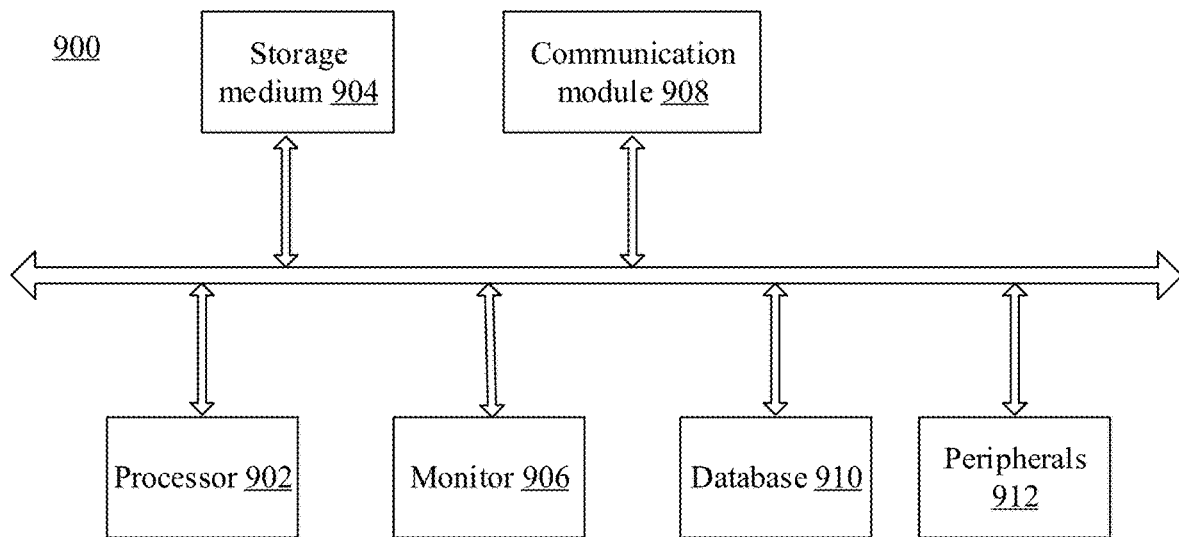 900
Storage
medium 904
Communication
module 908
Processor 902
Monitor 906
Database 910
Peripherals
912